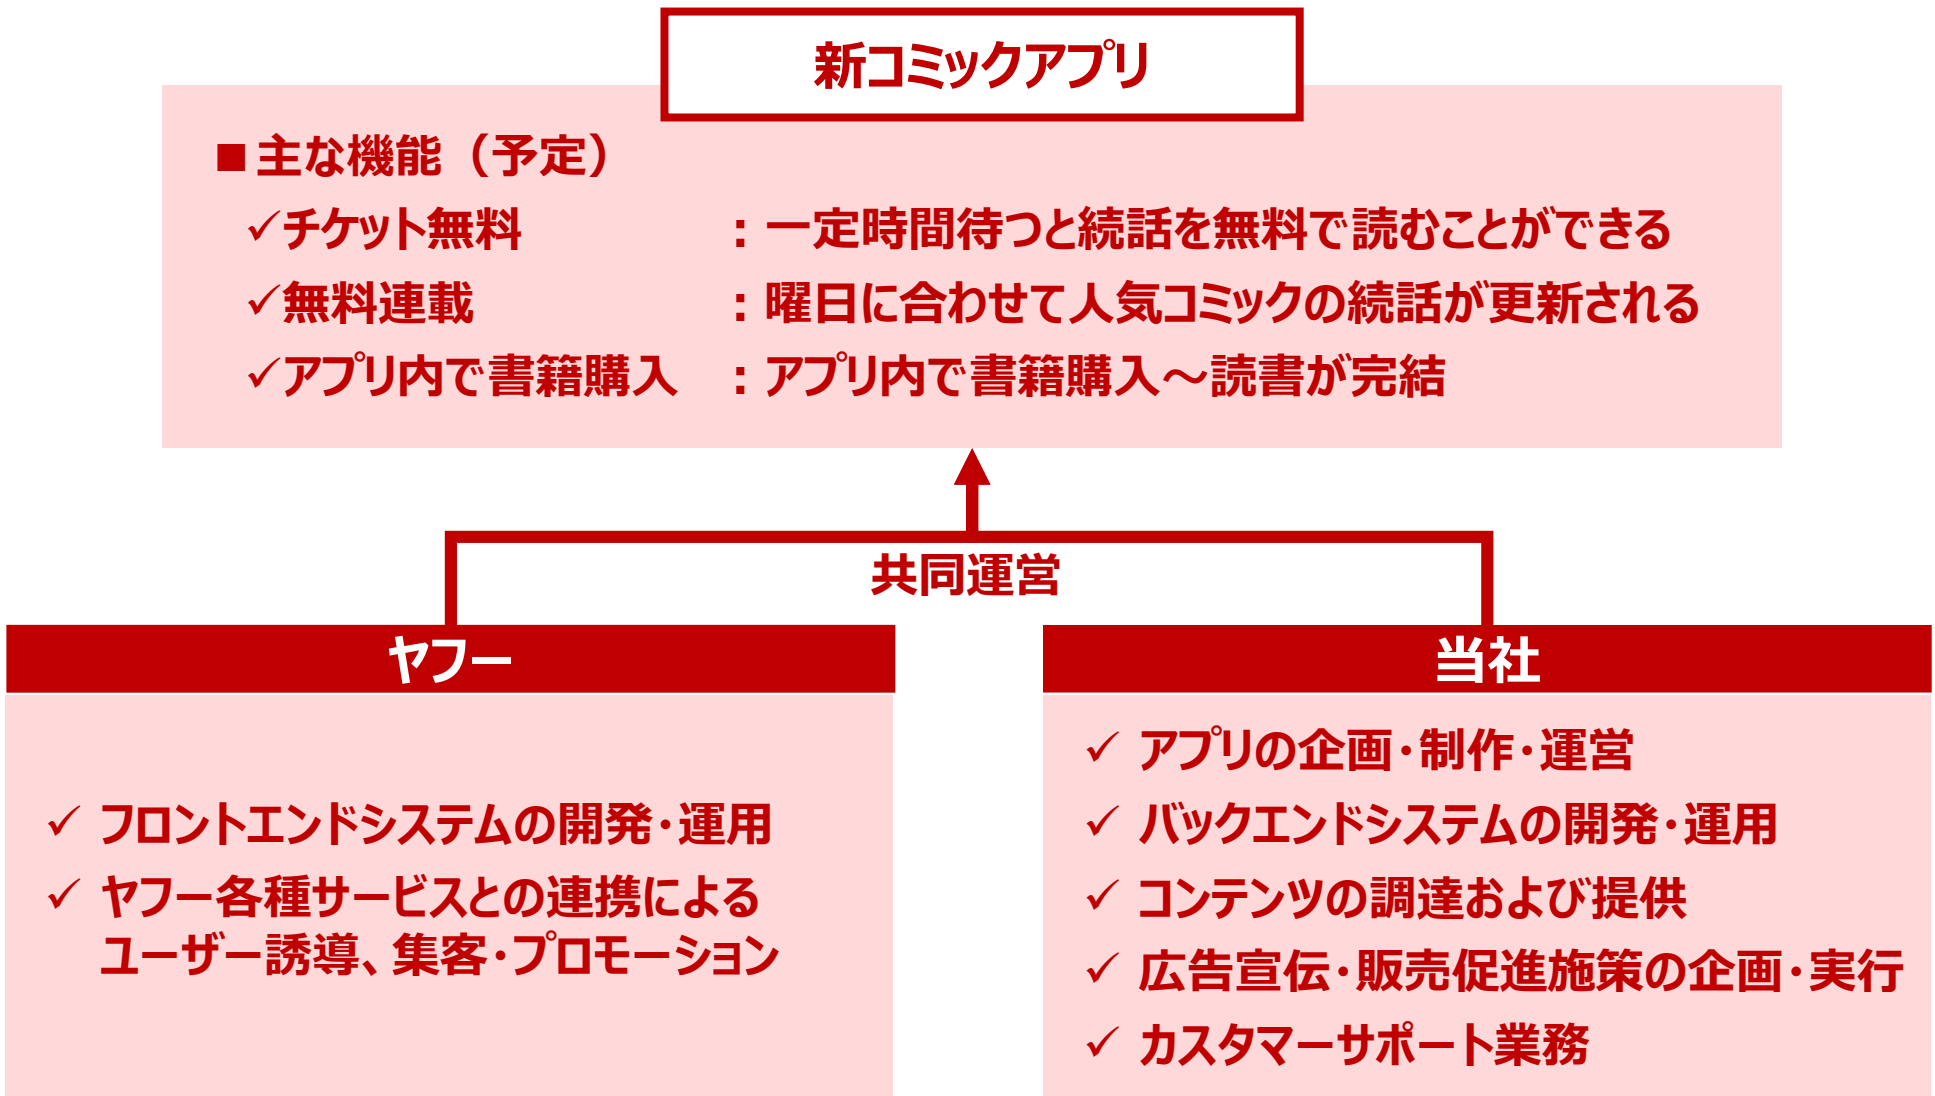 新コミックアプリ
■主な機能（予定）
✓チケット無料 ：一定時間待つと続話を無料で読むことができる
✓無料連載 ：曜日に合わせて人気コミックの続話が更新される
✓アプリ内で書籍購入 ：アプリ内で書籍購入～読書が完結
共同運営
ヤフー
✓ フロントエンドシステムの開発・運用
✓ ヤフー各種サービスとの連携による
ユーザー誘導、集客・プロモーション
当社
✓ アプリの企画・制作・運営
✓ バックエンドシステムの開発・運用
✓ コンテンツの調達および提供
✓ 広告宣伝・販売促進施策の企画・実行
✓ カスタマーサポート業務